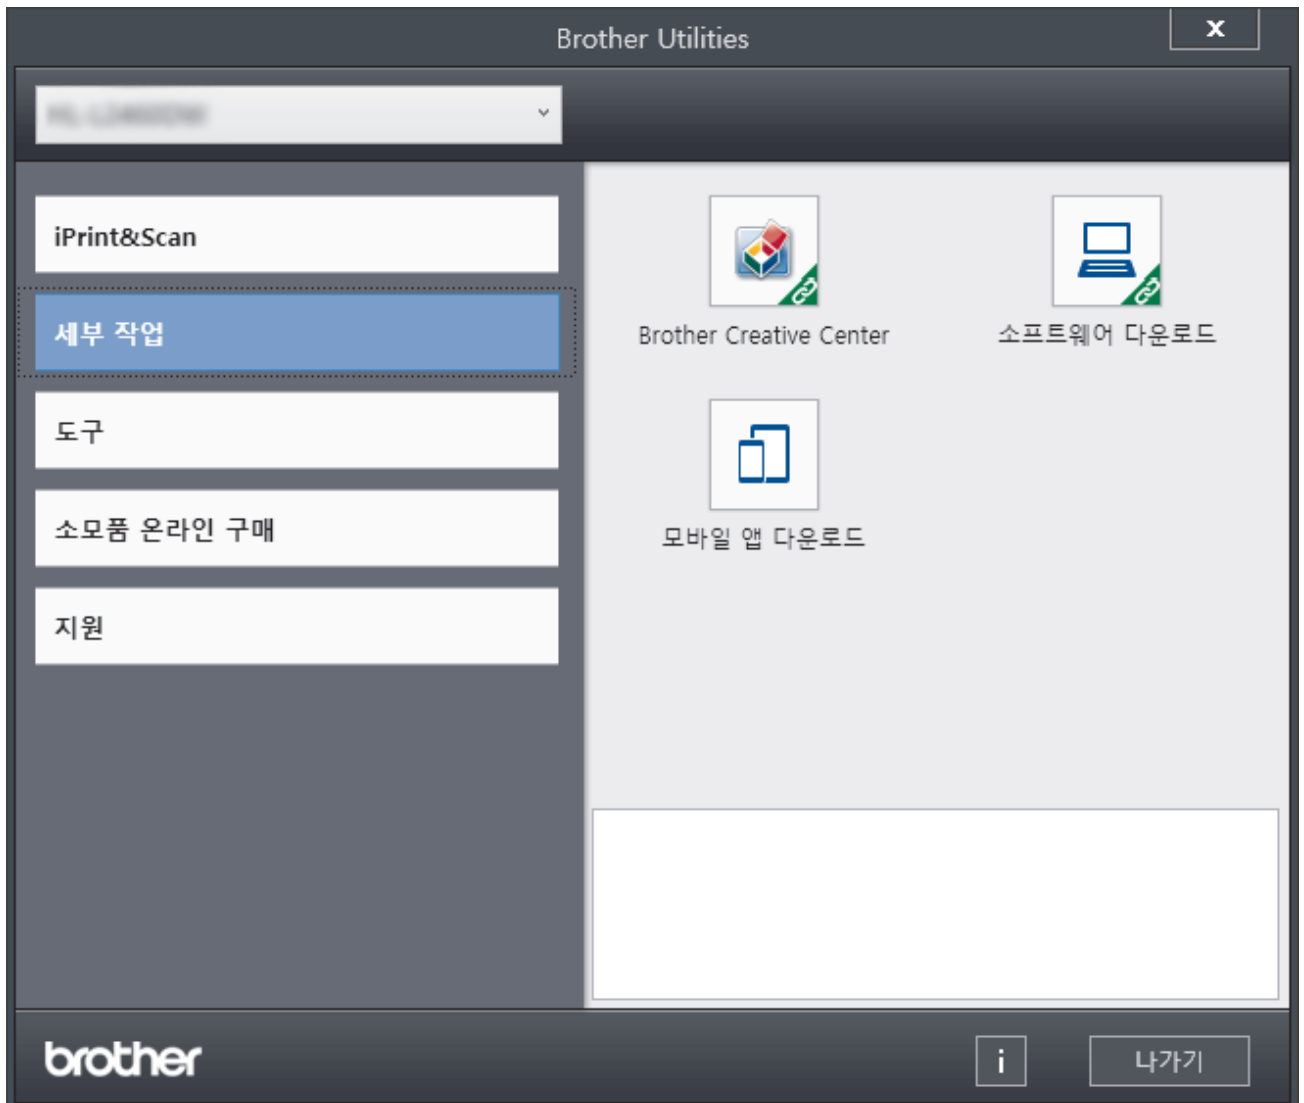 Brother Utilities
X
iPrint&Scan
세부 작업
도구
소모품 온라인 구매
지원
Brother Creative Center
소프트웨어 다운로드
모바일 앱 다운로드
brother
i
나가기